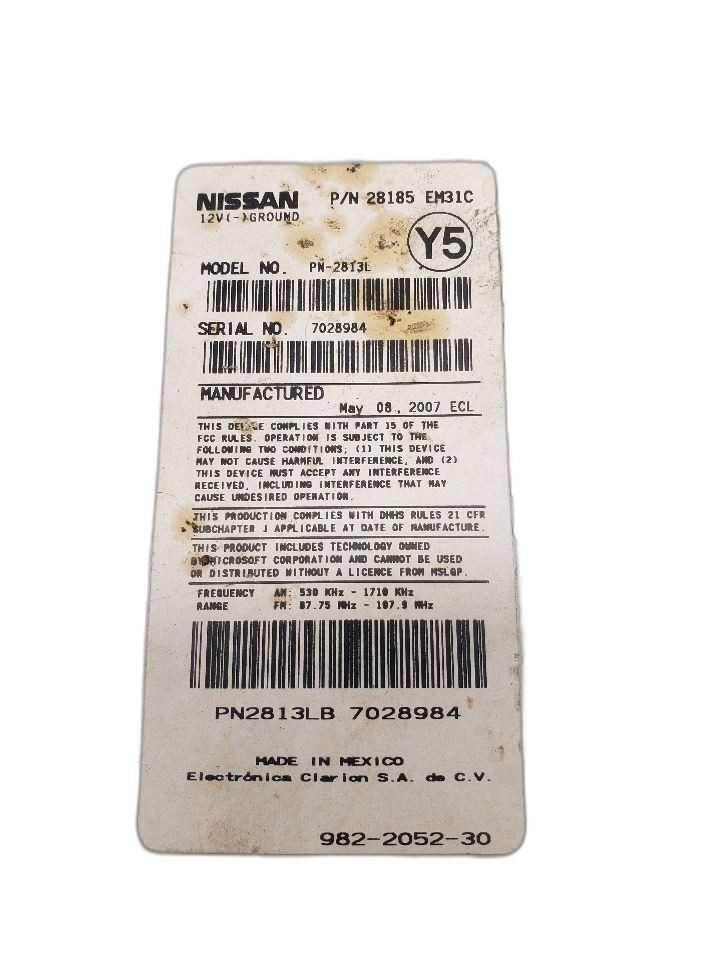 NISSAN P/N 28185 EM31C
12V(-)GROUND
Y5
MODEL NO. PN-2813L
SERIAL NO. 7028984
MANUFACTURED
May 08, 2007 ECL
THIS DEVICE COMPLIES WITH PART 15 OF THE
FCC RULES. OPERATION IS SUBJECT TO THE
FOLLOWING TWO CONDITIONS; (1) THIS DEVICE
MAY NOT CAUSE HARMFUL INTERFERENCE, AND (2)
THIS DEVICE MUST ACCEPT ANY INTERFERENCE
RECEIVED, INCLUDING INTERFERENCE THAT MAY
CAUSE UNDESIRED OPERATION.
THIS PRODUCTION COMPLIES WITH DHHS RULES 21 CFR
SUBCHAPTER J APPLICABLE AT DATE OF MANUFACTURE.
THIS PRODUCT INCLUDES TECHNOLOGY OWNED
BY MICROSOFT CORPORATION AND CANNOT BE USED
OR DISTRIBUTED WITHOUT A LICENCE FROM MSLGP.
FREQUENCY AM: 530 KHz - 1710 KHz
RANGE FM: 87.75 MHz - 107.9 MHz
PN2813LB 7028984
MADE IN MEXICO
Electrónica Clarion S.A. de C.V.
982-2052-30